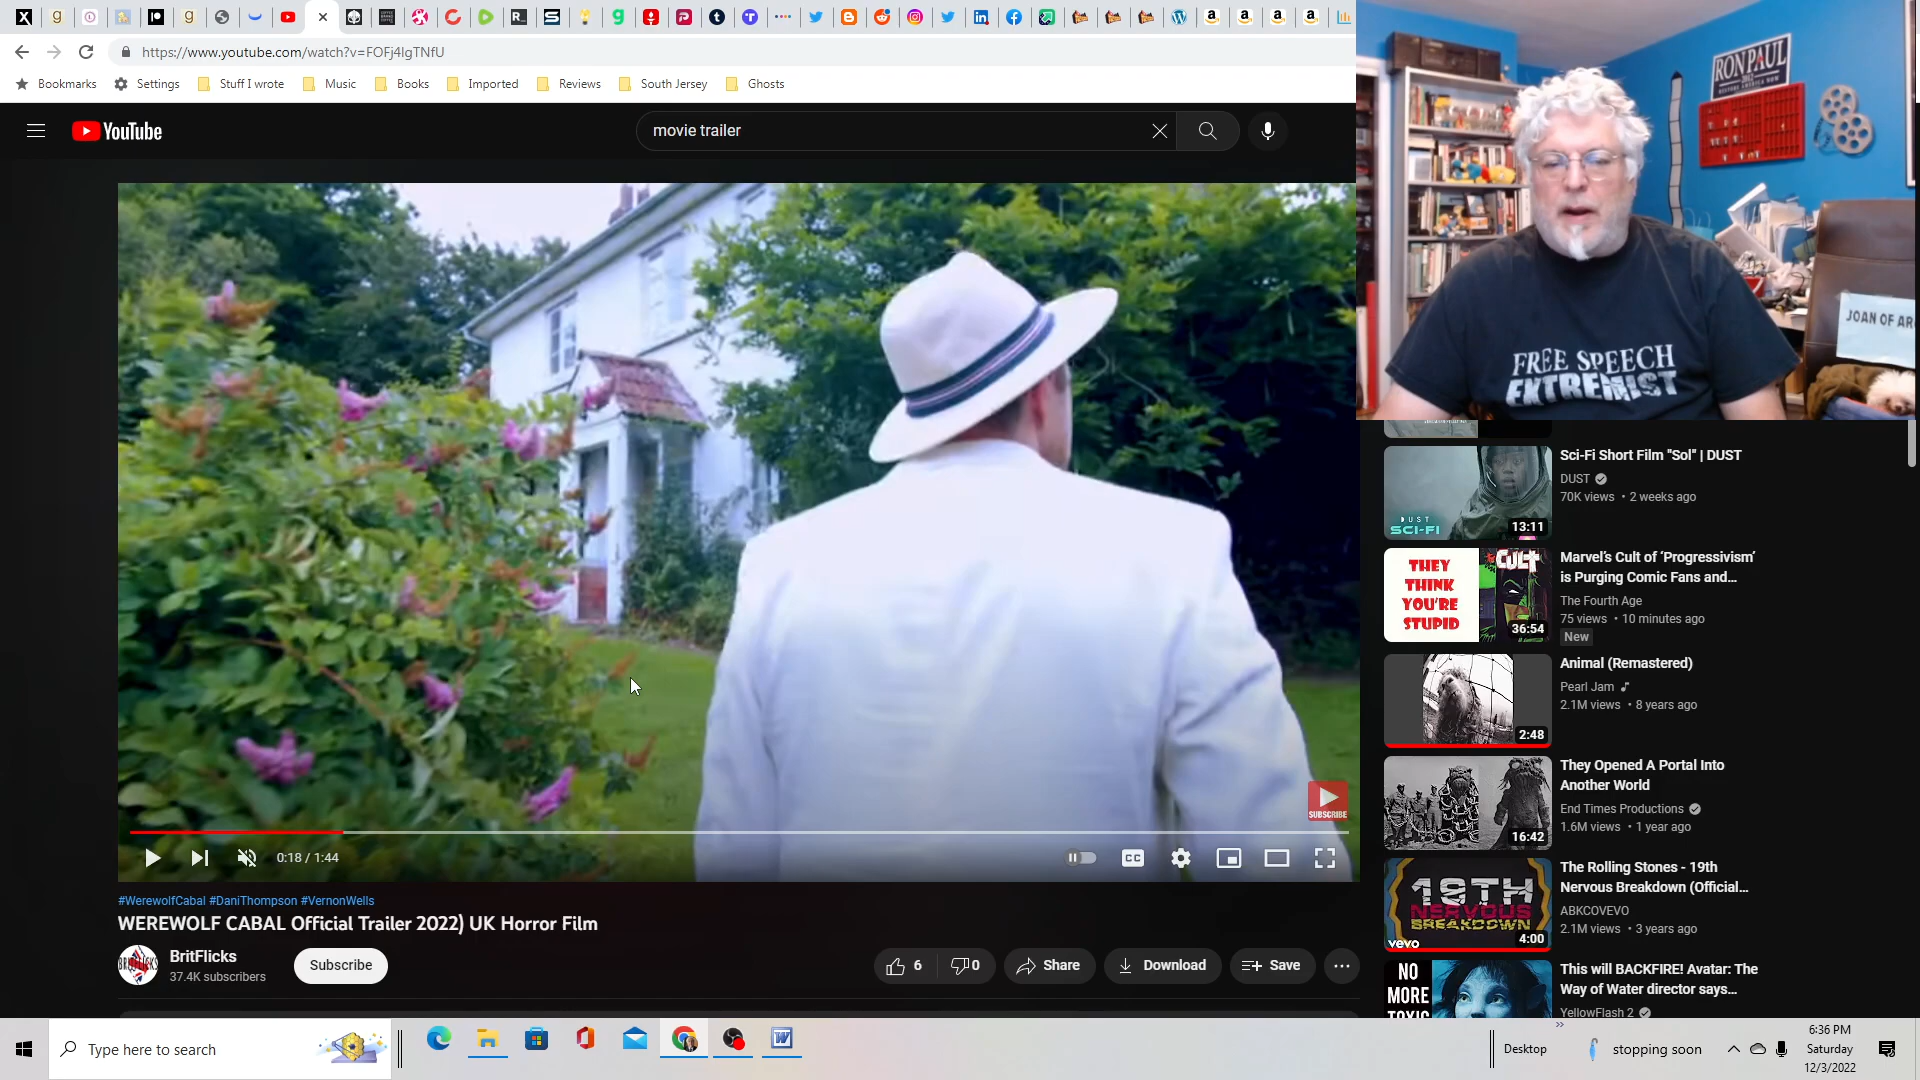 https://www.youtube.com/watch?v=FOFj4lgTNfU
Bookmarks
Settings
Stuff I wrote
Music
Books
Imported
Reviews
South Jersey
Ghosts
YouTube
movie trailer
RON PAUL
2012
JOAN OF AR
FREE SPEECH
EXTREMIST
SUBSCRIBE
0:18 / 1:44
CC
#WerewolfCabal #DaniThompson #VernonWells
WEREWOLF CABAL Official Trailer 2022) UK Horror Film
BRITFLICKS
BritFlicks
37.4K subscribers
Subscribe
6
0
Share
Download
Save
DUST
SCI-FI
13:11
Sci-Fi Short Film "Sol" | DUST
DUST
70K views • 2 weeks ago
THEY
THINK
YOU'RE
STUPID
CULT
36:54
Marvel's Cult of 'Progressivism'
is Purging Comic Fans and...
The Fourth Age
75 views • 10 minutes ago
New
2:48
Animal (Remastered)
Pearl Jam
2.1M views • 8 years ago
16:42
They Opened A Portal Into
Another World
End Times Productions
1.6M views • 1 year ago
19TH
NERVOUS
BREAKDOWN
vevo
4:00
The Rolling Stones - 19th
Nervous Breakdown (Official...
ABKCOVEVO
2.1M views • 3 years ago
NO
MORE
TOXIC
This will BACKFIRE! Avatar: The
Way of Water director says...
YellowFlash 2
Type here to search
Desktop
stopping soon
6:36 PM
Saturday
12/3/2022